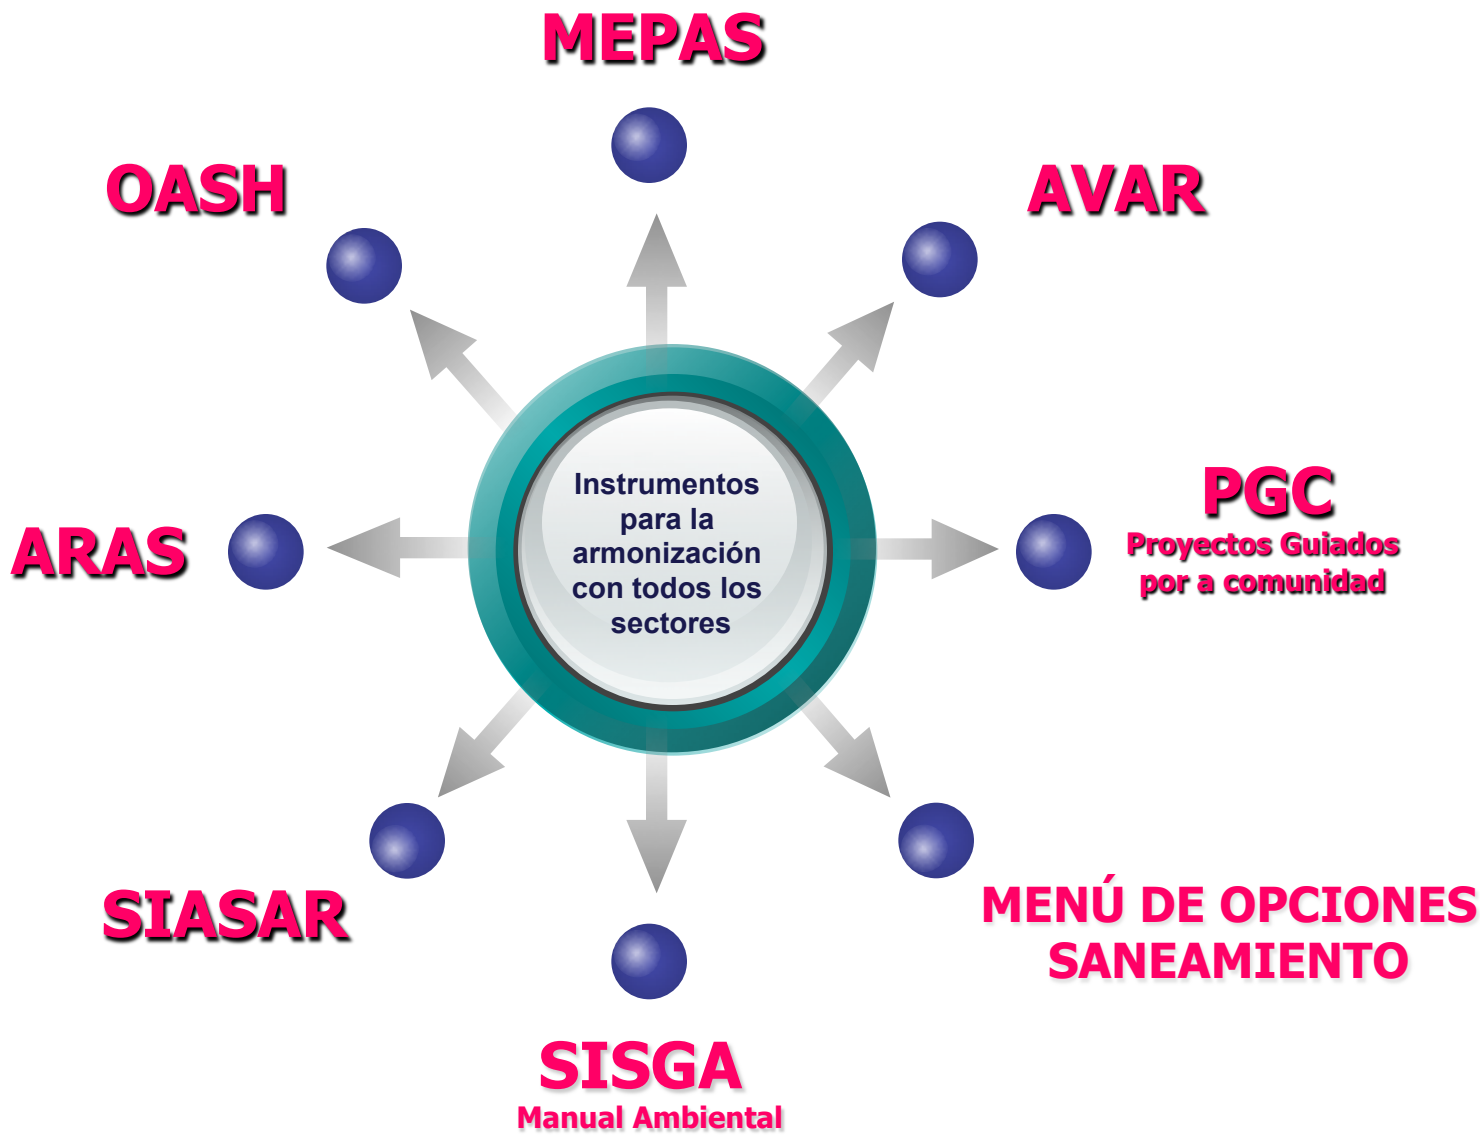 MEPAS
OASH
AVAR
Instrumentos
para la
armonización
con todos los
sectores
PGC
Proyectos Guiados
por a comunidad
ARAS
SIASAR
MENÚ DE OPCIONES
SANEAMIENTO
SISGA
Manual Ambiental